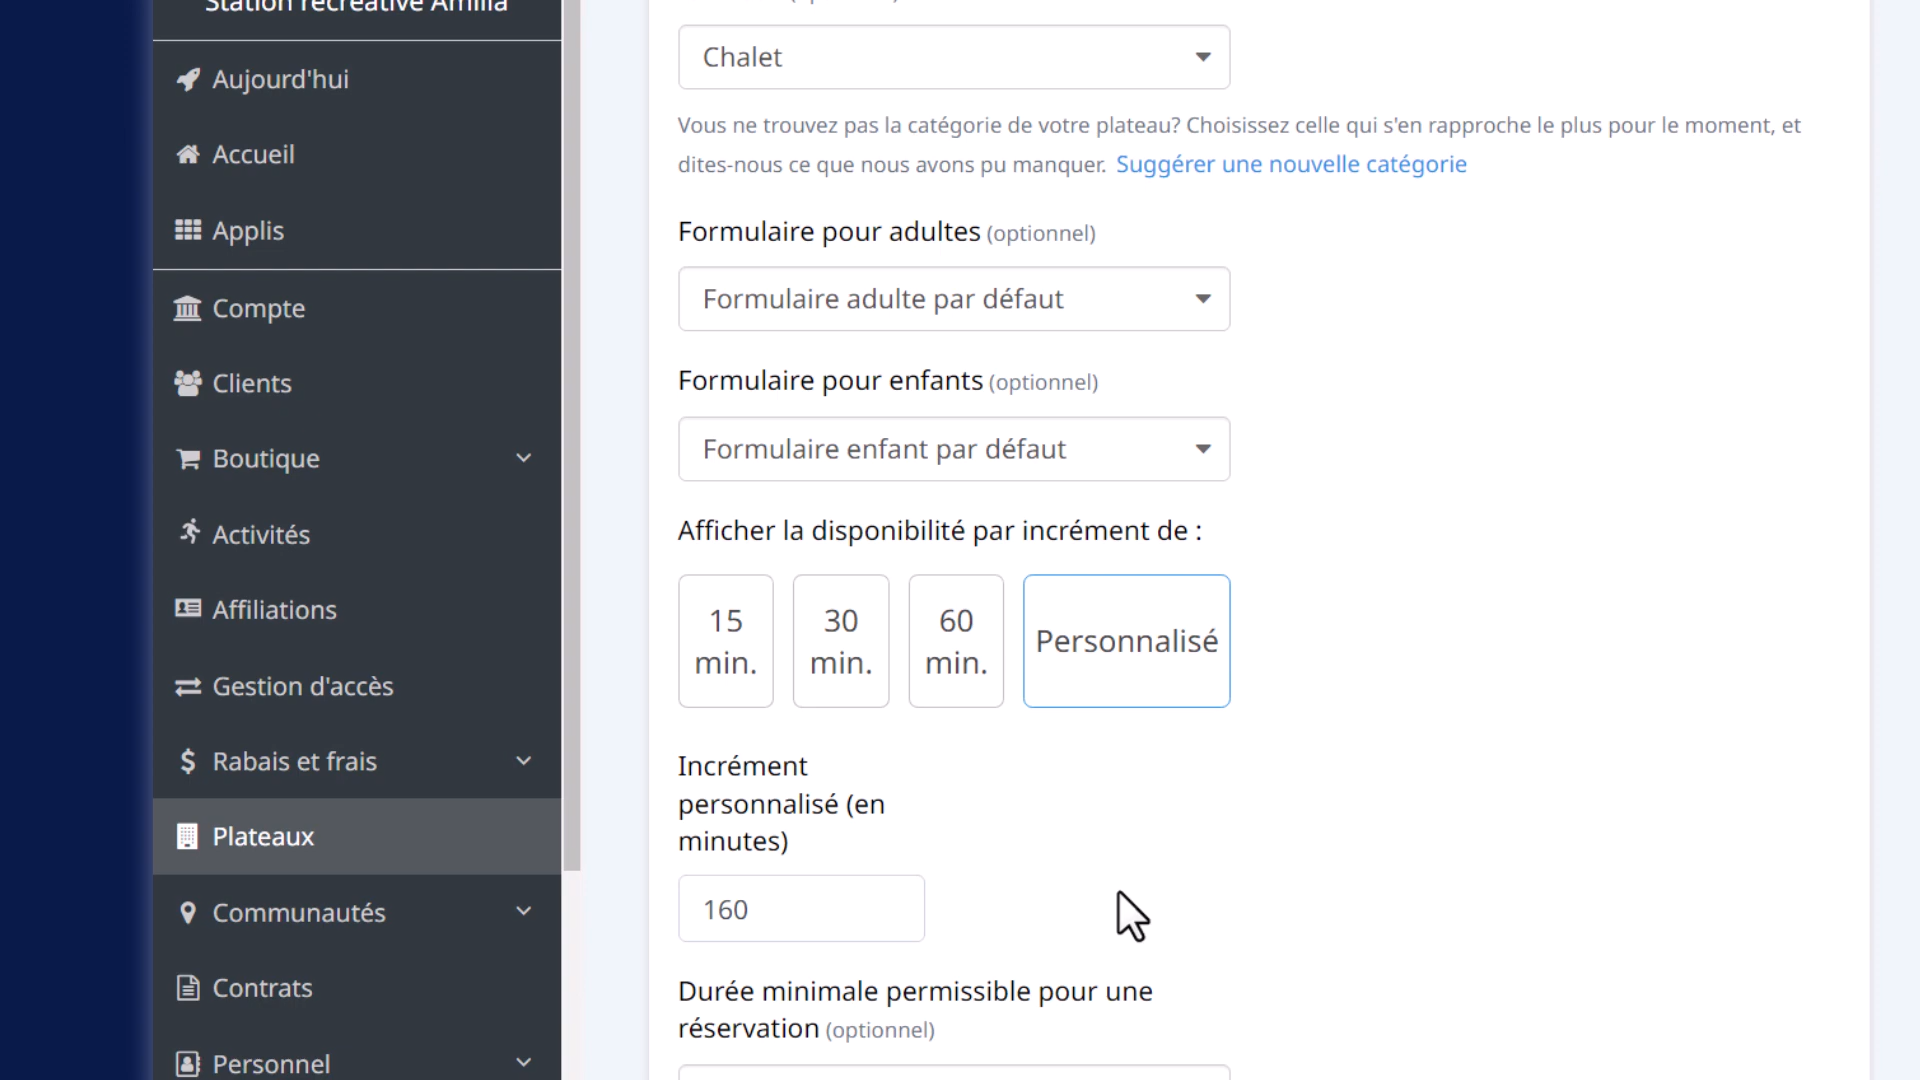 Station récréative Amilia
Aujourd'hui
Accueil
Applis
Compte
Clients
Boutique
Activités
Affiliations
Gestion d'accès
Rabais et frais
Plateaux
Communautés
Contrats
Personnel
Chalet
Vous ne trouvez pas la catégorie de votre plateau? Choisissez celle qui s'en rapproche le plus pour le moment, et
dites-nous ce que nous avons pu manquer. Suggérer une nouvelle catégorie
Formulaire pour adultes (optionnel)
Formulaire adulte par défaut
Formulaire pour enfants (optionnel)
Formulaire enfant par défaut
Afficher la disponibilité par incrément de :
15 min.
30 min.
60 min.
Personnalisé
Incrément
personnalisé (en
minutes)
160
Durée minimale permissible pour une
réservation (optionnel)